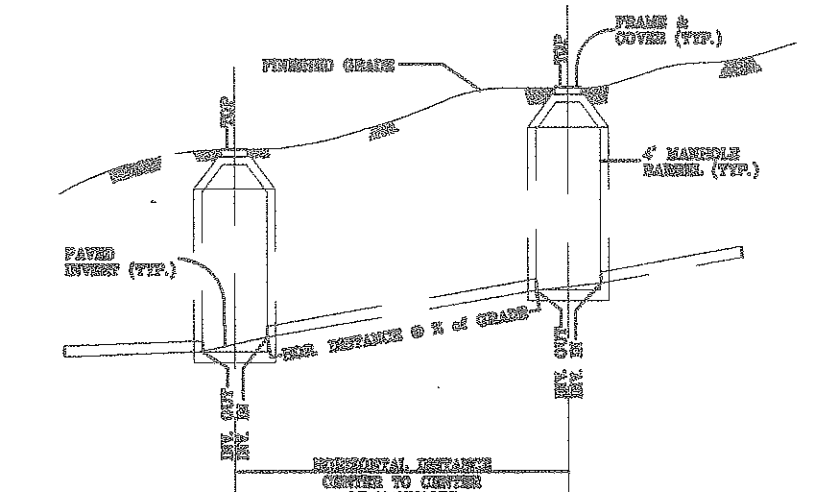 FRAME &
COVER (TYP.)
TOP
FINISHED GRADE
TOP
4' MANHOLE
BARREL (TYP.)
PAVED
INVERT (TYP.)
HOR. DISTANCE @ % of GRADE
INV. OUT
INV. IN
INV. OUT
INV. IN
HORIZONTAL DISTANCE
CENTER TO CENTER